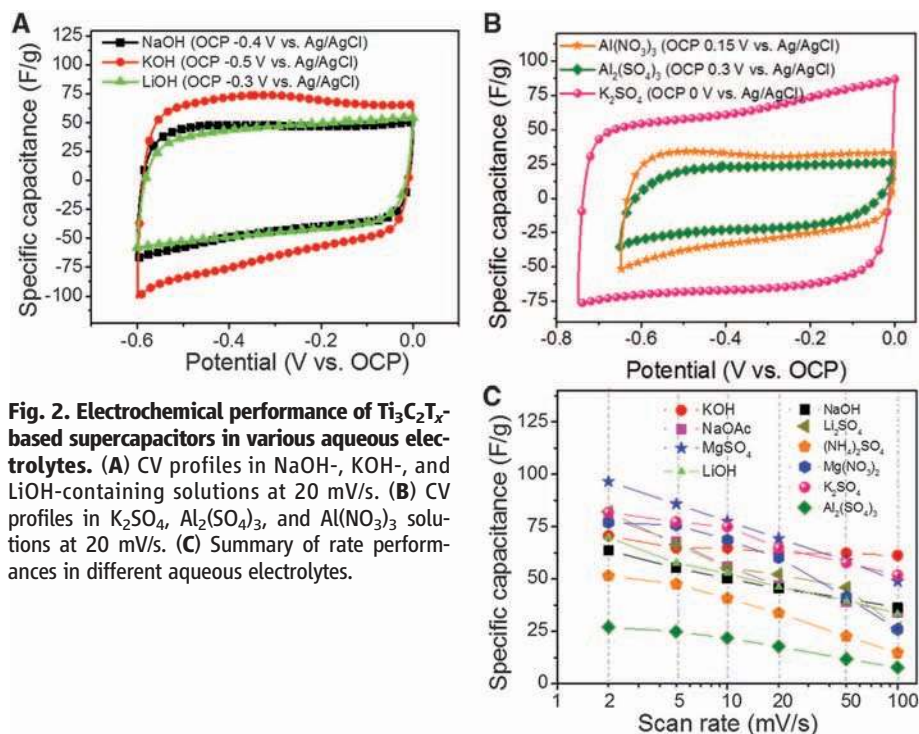 A
NaOH (OCP -0.4 V vs. Ag/AgCl)
KOH (OCP -0.5 V vs. Ag/AgCl)
LiOH (OCP -0.3 V vs. Ag/AgCl)
Specific capacitance (F/g)
125
100
75
50
25
0
-25
-50
-75
-100
-0.6
-0.4
-0.2
0.0
Potential (V vs. OCP)
B
Al(NO₃)₃ (OCP 0.15 V vs. Ag/AgCl)
Al₂(SO₄)₃ (OCP 0.3 V vs. Ag/AgCl)
K₂SO₄ (OCP 0 V vs. Ag/AgCl)
Specific capacitance (F/g)
100
75
50
25
0
-25
-50
-75
-0.8
-0.6
-0.4
-0.2
0.0
Potential (V vs. OCP)
Fig. 2. Electrochemical performance of Ti₃C₂Tₓ-
based supercapacitors in various aqueous elec-
trolytes. (A) CV profiles in NaOH-, KOH-, and
LiOH-containing solutions at 20 mV/s. (B) CV
profiles in K₂SO₄, Al₂(SO₄)₃, and Al(NO₃)₃ solu-
tions at 20 mV/s. (C) Summary of rate perform-
ances in different aqueous electrolytes.
C
KOH
NaOAc
MgSO₄
LiOH
NaOH
Li₂SO₄
(NH₄)₂SO₄
Mg(NO₃)₂
K₂SO₄
Al₂(SO₄)₃
Specific capacitance (F/g)
125
100
75
50
25
0
1
2
5
10
20
50
100
Scan rate (mV/s)